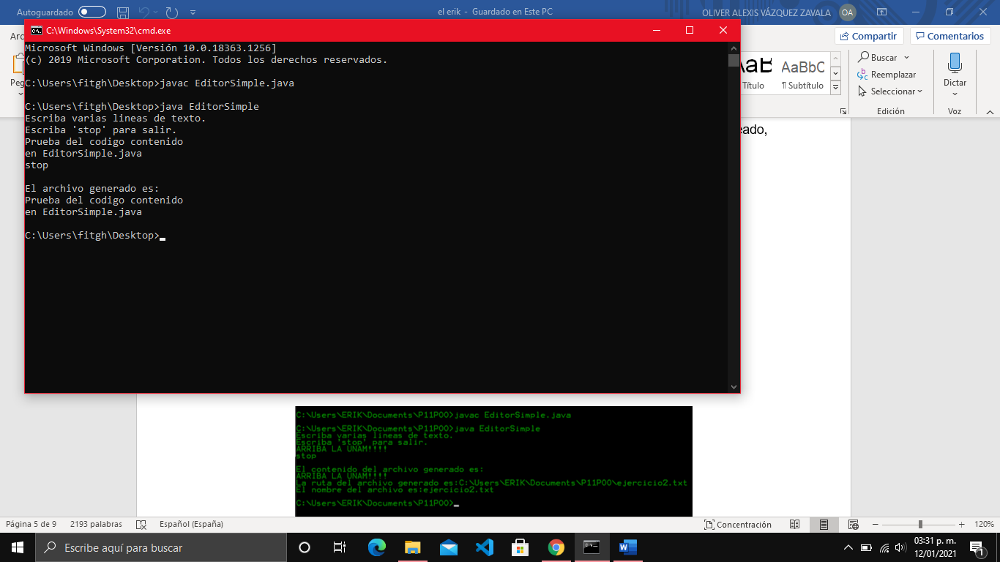 Autoguardado
el erik - Guardado en Este PC
OLIVER ALEXIS VÁZQUEZ ZAVALA
OA
C:\Windows\System32\cmd.exe
Compartir
Comentarios
Microsoft Windows [Versión 10.0.18363.1256]
(c) 2019 Microsoft Corporation. Todos los derechos reservados.
C:\Users\fitgh\Desktop>javac EditorSimple.java
C:\Users\fitgh\Desktop>java EditorSimple
Escriba varias lineas de texto.
Escriba 'stop' para salir.
Prueba del codigo contenido
en EditorSimple.java
stop
El archivo generado es:
Prueba del codigo contenido
en EditorSimple.java
C:\Users\fitgh\Desktop>
AaBbC
Título
¶ Subtítulo
Buscar
Reemplazar
Seleccionar
Edición
Dictar
Voz
C:\Users\ERIK\Documents\P11P00>javac EditorSimple.java
C:\Users\ERIK\Documents\P11P00>java EditorSimple
Escriba varias lineas de texto.
Escriba 'stop' para salir.
ARRIBA LA UNAM!!!!
stop
El contenido del archivo generado es:
ARRIBA LA UNAM!!!!
La ruta del archivo generado es:C:\Users\ERIK\Documents\P11P00\ejercicio2.txt
El nombre del archivo es:ejercicio2.txt
C:\Users\ERIK\Documents\P11P00>
Página 5 de 9
2193 palabras
Español (España)
Concentración
120%
Escribe aquí para buscar
03:31 p. m.
12/01/2021
1